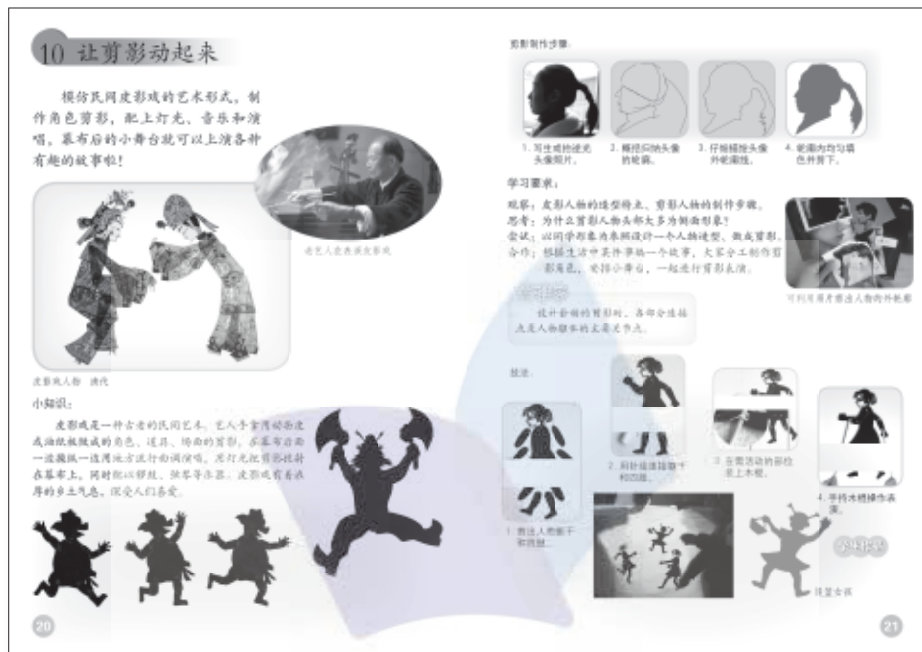 10 让剪影动起来
模仿民间皮影戏的艺术形式，制
作角色剪影，配上灯光、音乐和演
唱，幕布后的小舞台就可以上演各种
有趣的故事啦！
老艺人在表演皮影戏
皮影戏人物 清代
小知识：
皮影戏是一种古老的民间艺术。艺人手拿用动物皮
或油纸板做成的角色、道具、场面的剪影，在幕布后面
一边操纵一边用地方流行曲调演唱，用灯光把剪影投射
在幕布上，同时配以锣鼓、弦琴等乐器。皮影戏有着浓
厚的乡土气息，深受人们喜爱。
20
剪影制作步骤：
1. 写生或拍逆光
头像照片。
2. 概括归纳头像
的轮廓。
3. 仔细描绘头像
外轮廓线。
4. 轮廓内均匀填
色并剪下。
学习要求：
观察：皮影人物的造型特点、剪影人物的制作步骤。
思考：为什么剪影人物头部大多为侧面形象？
尝试：以同学形象为参照设计一个人物造型，做成剪影。
合作：根据生活中某件事编一个故事，大家分工制作剪
影角色，安排小舞台，一起进行剪影表演。
可利用照片剪出人物的外轮廓
设计会动的剪影时，各部分连接
点是人物肢体的主要关节点。
技法：
1. 剪出人物躯干
和四肢。
2. 用针线连接躯干
和四肢。
3. 在需活动的部位
装上木棍。
4. 手持木棍操作表
演。
21